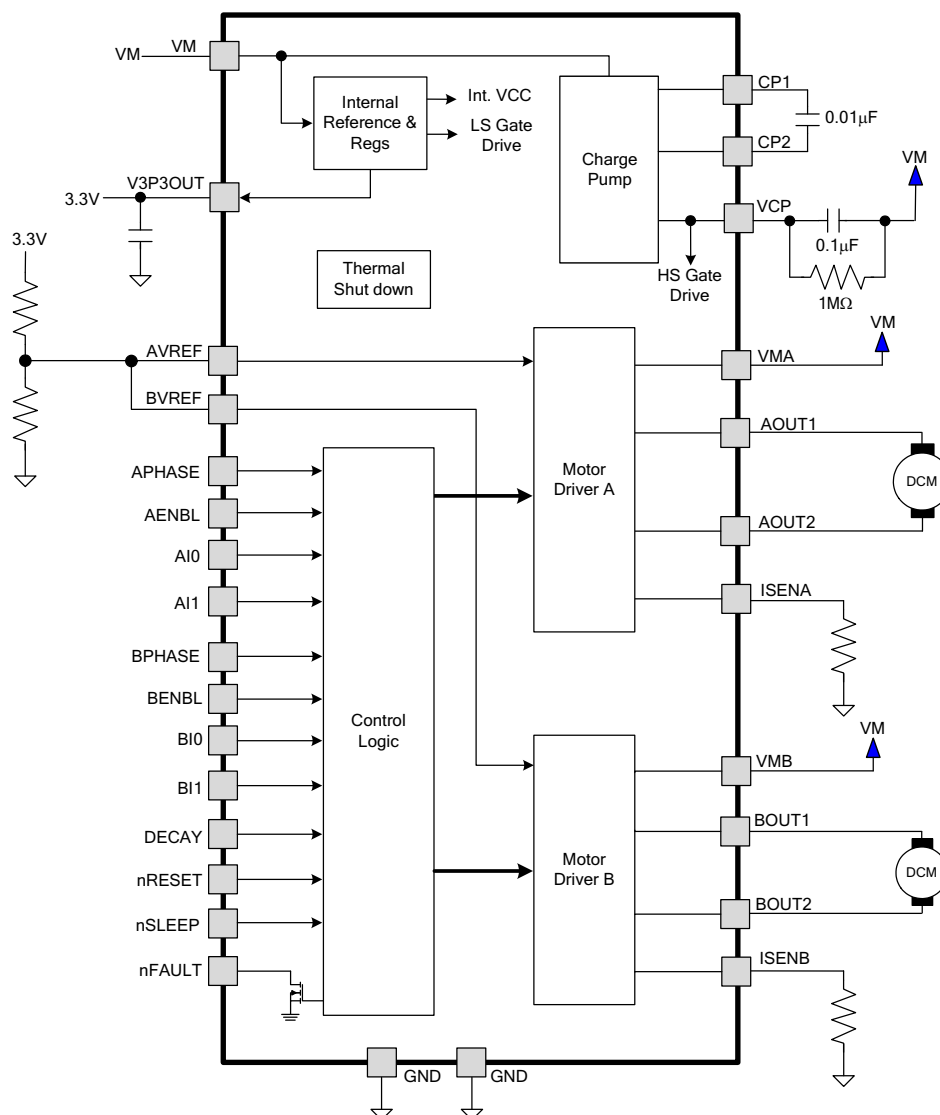 VM
VM
Internal
Reference &
Regs
Int. VCC
LS Gate
Drive
Charge
Pump
CP1
0.01µF
CP2
VM
VCP
0.1µF
1MΩ
HS Gate
Drive
3.3V
V3P3OUT
3.3V
Thermal
Shut down
AVREF
BVREF
APHASE
AENBL
AI0
AI1
BPHASE
BENBL
BI0
BI1
DECAY
nRESET
nSLEEP
nFAULT
Control
Logic
Motor
Driver A
VM
VMA
AOUT1
DCM
AOUT2
ISENA
Motor
Driver B
VM
VMB
BOUT1
DCM
BOUT2
ISENB
GND
GND